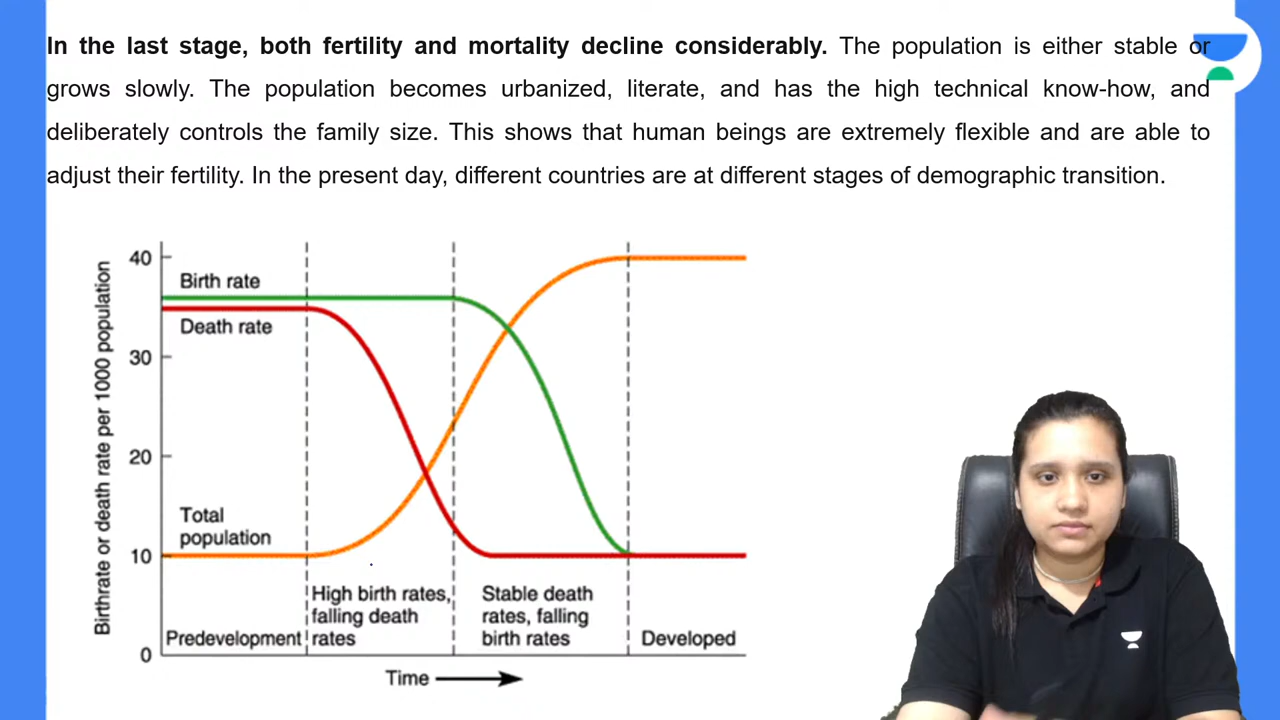 In the last stage, both fertility and mortality decline considerably. The population is either stable or
grows slowly. The population becomes urbanized, literate, and has the high technical know-how, and
deliberately controls the family size. This shows that human beings are extremely flexible and are able to
adjust their fertility. In the present day, different countries are at different stages of demographic transition.
Birthrate or death rate per 1000 population
40
30
20
10
0
Birth rate
Death rate
Total
population
Predevelopment
High birth rates,
falling death
rates
Stable death
rates, falling
birth rates
Developed
Time